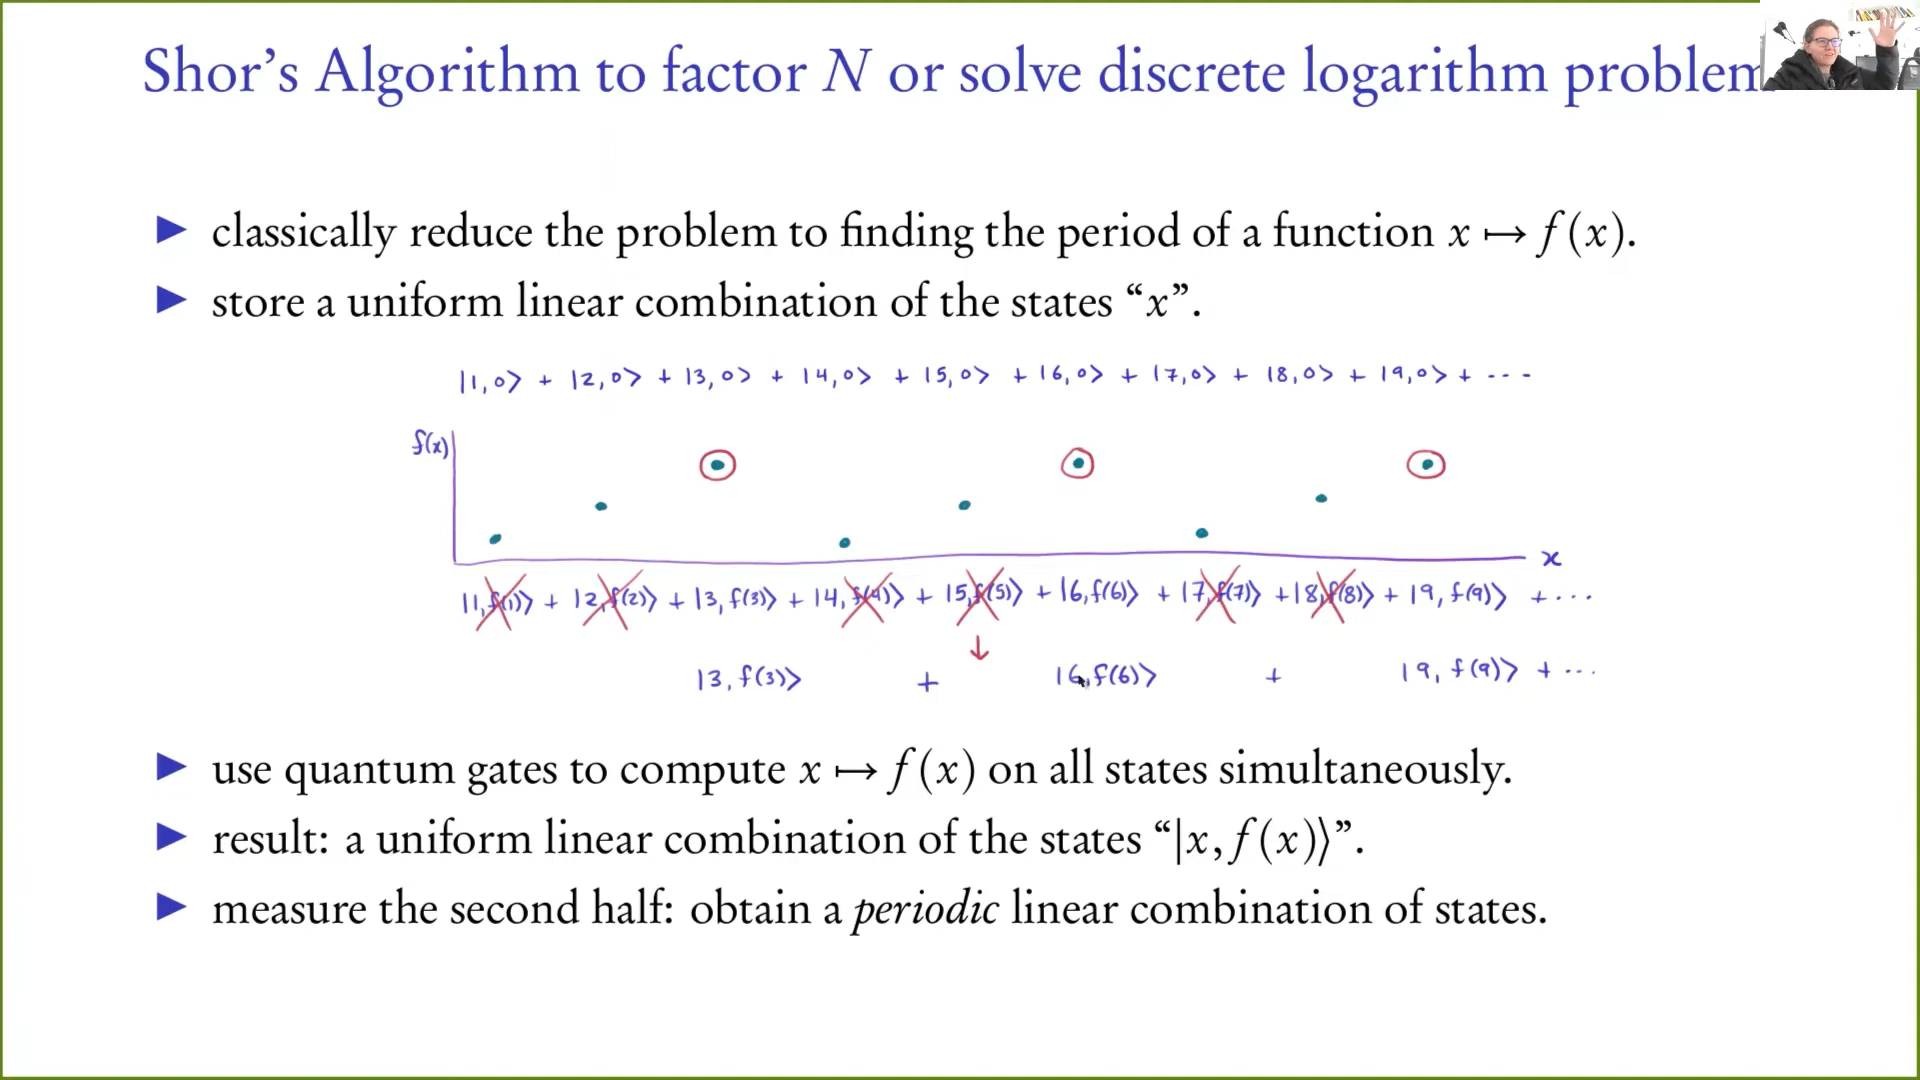 Shor's Algorithm to factor N or solve discrete logarithm problem
▶ classically reduce the problem to finding the period of a function x ↦ f(x).
▶ store a uniform linear combination of the states “x”.
|1,0⟩ + |2,0⟩ + |3,0⟩ + |4,0⟩ + |5,0⟩ + |6,0⟩ + |7,0⟩ + |8,0⟩ + |9,0⟩ + ---
f(x)
x
|1,f(1)⟩ + |2,f(2)⟩ + |3,f(3)⟩ + |4,f(4)⟩ + |5,f(5)⟩ + |6,f(6)⟩ + |7,f(7)⟩ + |8,f(8)⟩ + |9,f(9)⟩ + ...
|3,f(3)⟩ + |6,f(6)⟩ + |9,f(9)⟩ + ...
▶ use quantum gates to compute x ↦ f(x) on all states simultaneously.
▶ result: a uniform linear combination of the states “|x, f(x)⟩”.
▶ measure the second half: obtain a periodic linear combination of states.